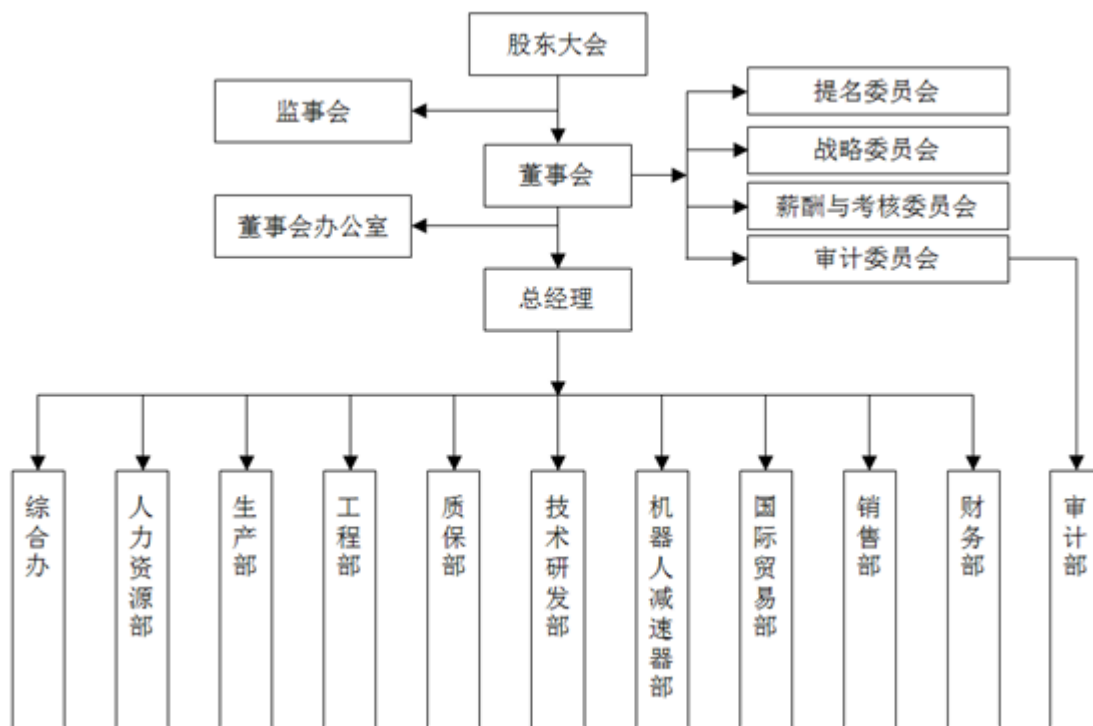 股东大会
监事会
提名委员会
战略委员会
董事会
薪酬与考核委员会
董事会办公室
审计委员会
总经理
综合办
人力资源部
生产部
工程部
质保部
技术研发部
机器人减速器部
国际贸易部
销售部
财务部
审计部